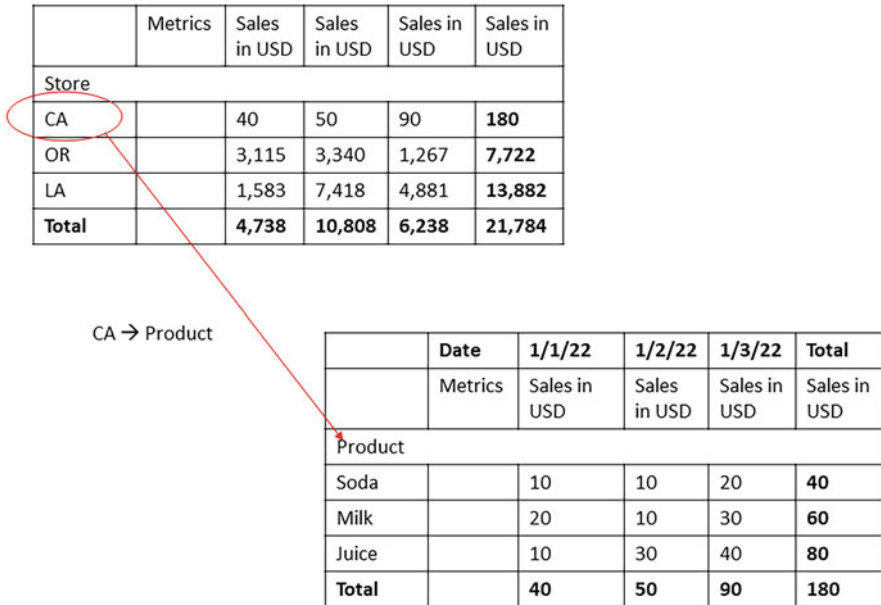 Metrics Sales in USD Sales in USD Sales in USD Sales in USD
Store
CA 40 50 90 180
OR 3,115 3,340 1,267 7,722
LA 1,583 7,418 4,881 13,882
Total 4,738 10,808 6,238 21,784
CA → Product
Date 1/1/22 1/2/22 1/3/22 Total
Metrics Sales in USD Sales in USD Sales in USD Sales in USD
Product
Soda 10 10 20 40
Milk 20 10 30 60
Juice 10 30 40 80
Total 40 50 90 180